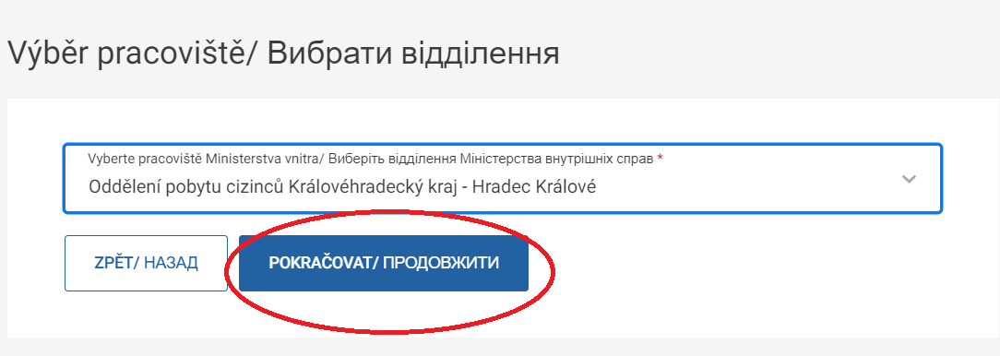 Výběr pracoviště/ Вибрати відділення
Vyberte pracoviště Ministerstva vnitra/ Виберіть відділення Міністерства внутрішніх справ *
Oddělení pobytu cizinců Královéhradecký kraj - Hradec Králové
ZPĚT/ НАЗАД POKRAČOVAT/ ПРОДОВЖИТИ